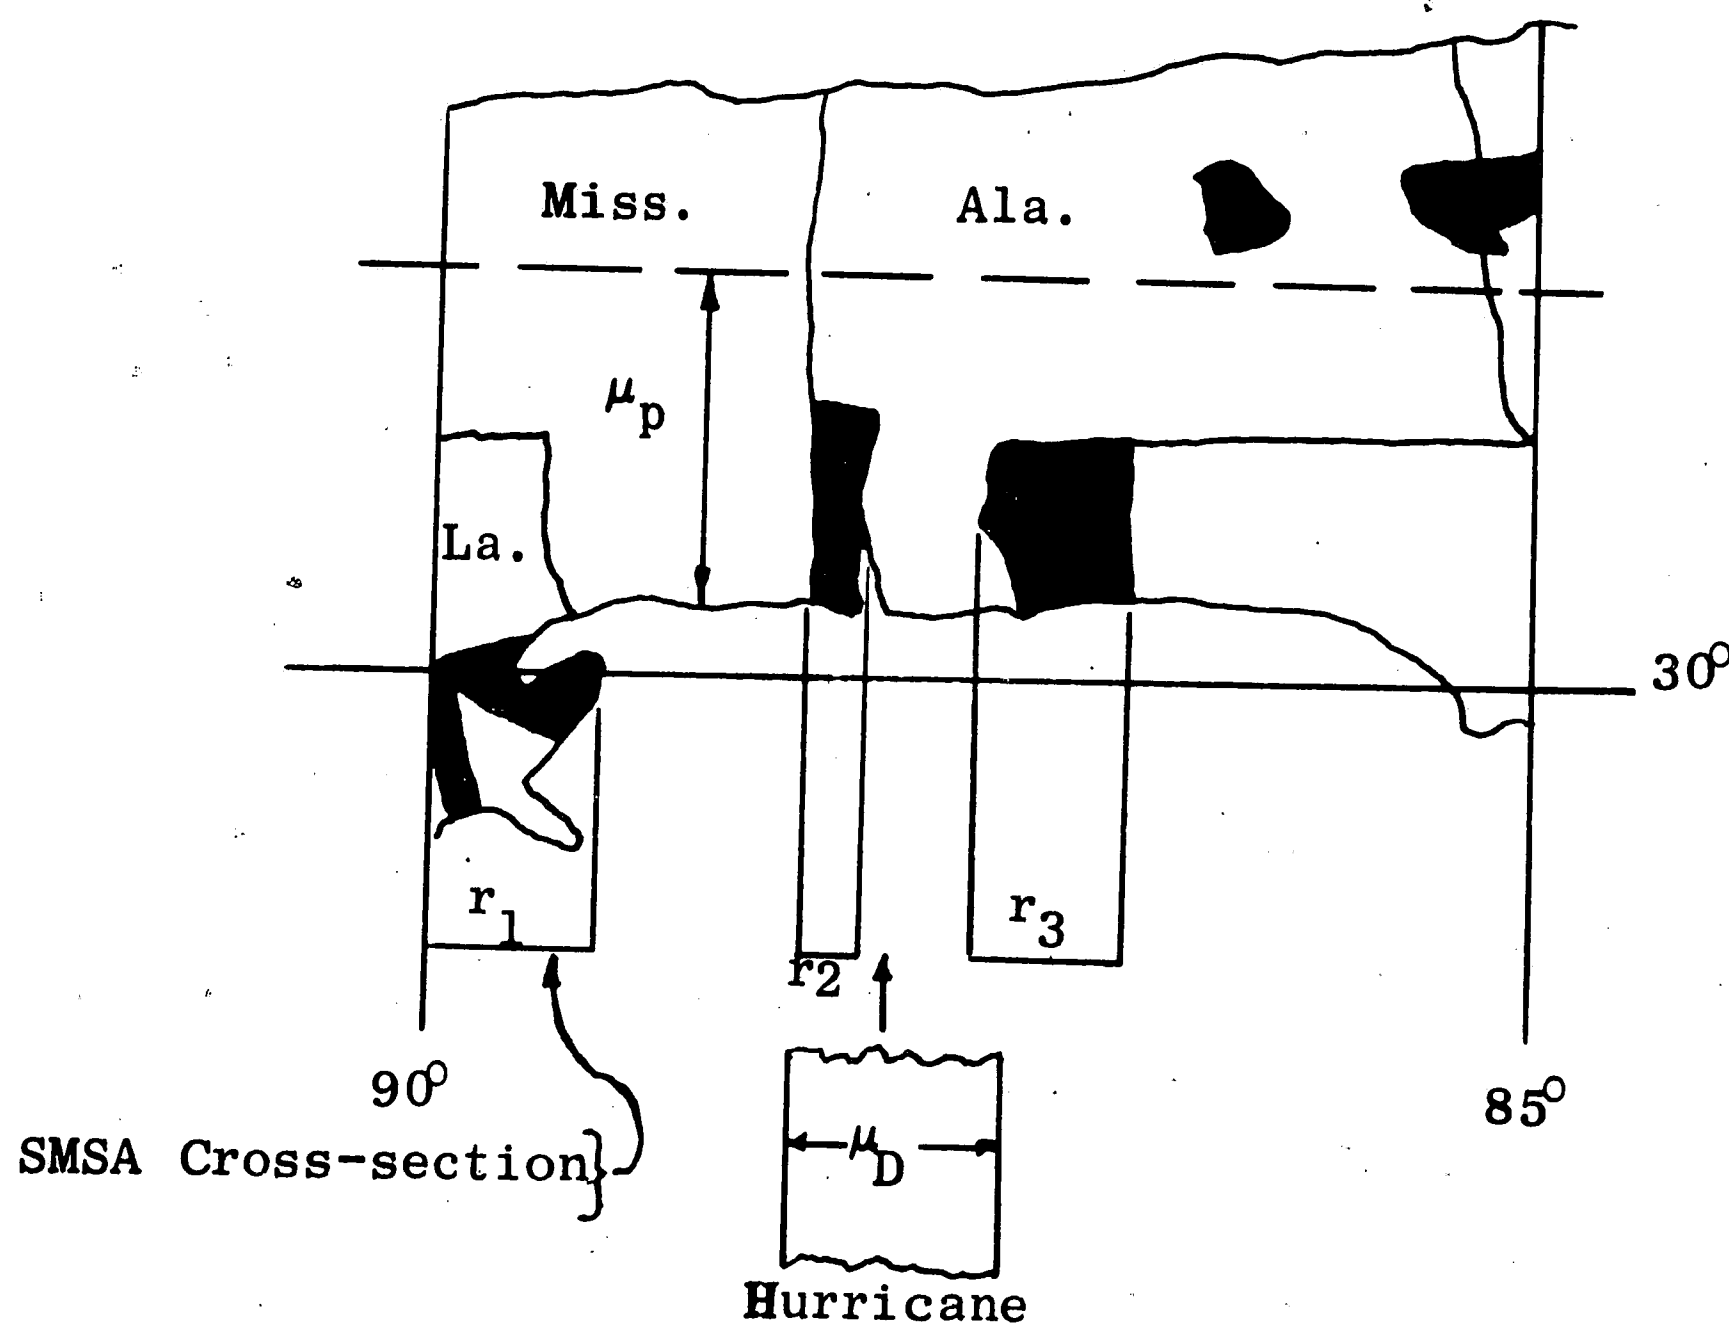 Miss. Ala.
μp
La.
30°
r1 r3
r2
90° 85°
SMSA Cross-section}
μD
Hurricane